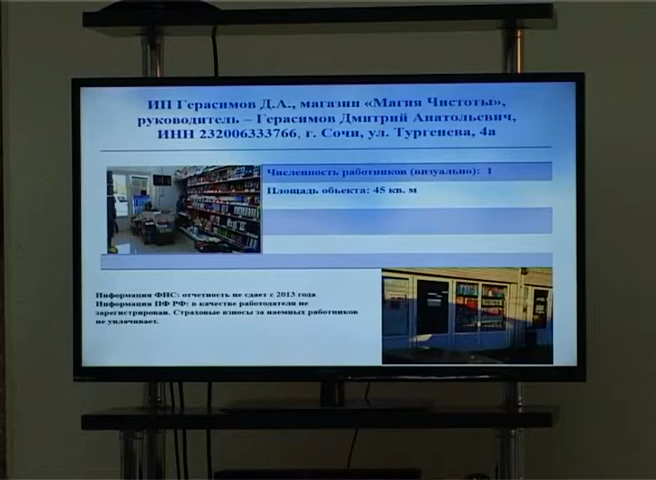 ИП Герасимов Д.А., магазин «Магия Чистоты»,
руководитель – Герасимов Дмитрий Анатольевич,
ИНН 232006333766, г. Сочи, ул. Тургенева, 4а
Численность работников (визуально): 1
Площадь объекта: 45 кв. м
Информация ФНС: отчетность не сдает с 2013 года
Информация ПФ РФ: в качестве работодателя не
зарегистрирован. Страховые взносы за наемных работников
не уплачивает.